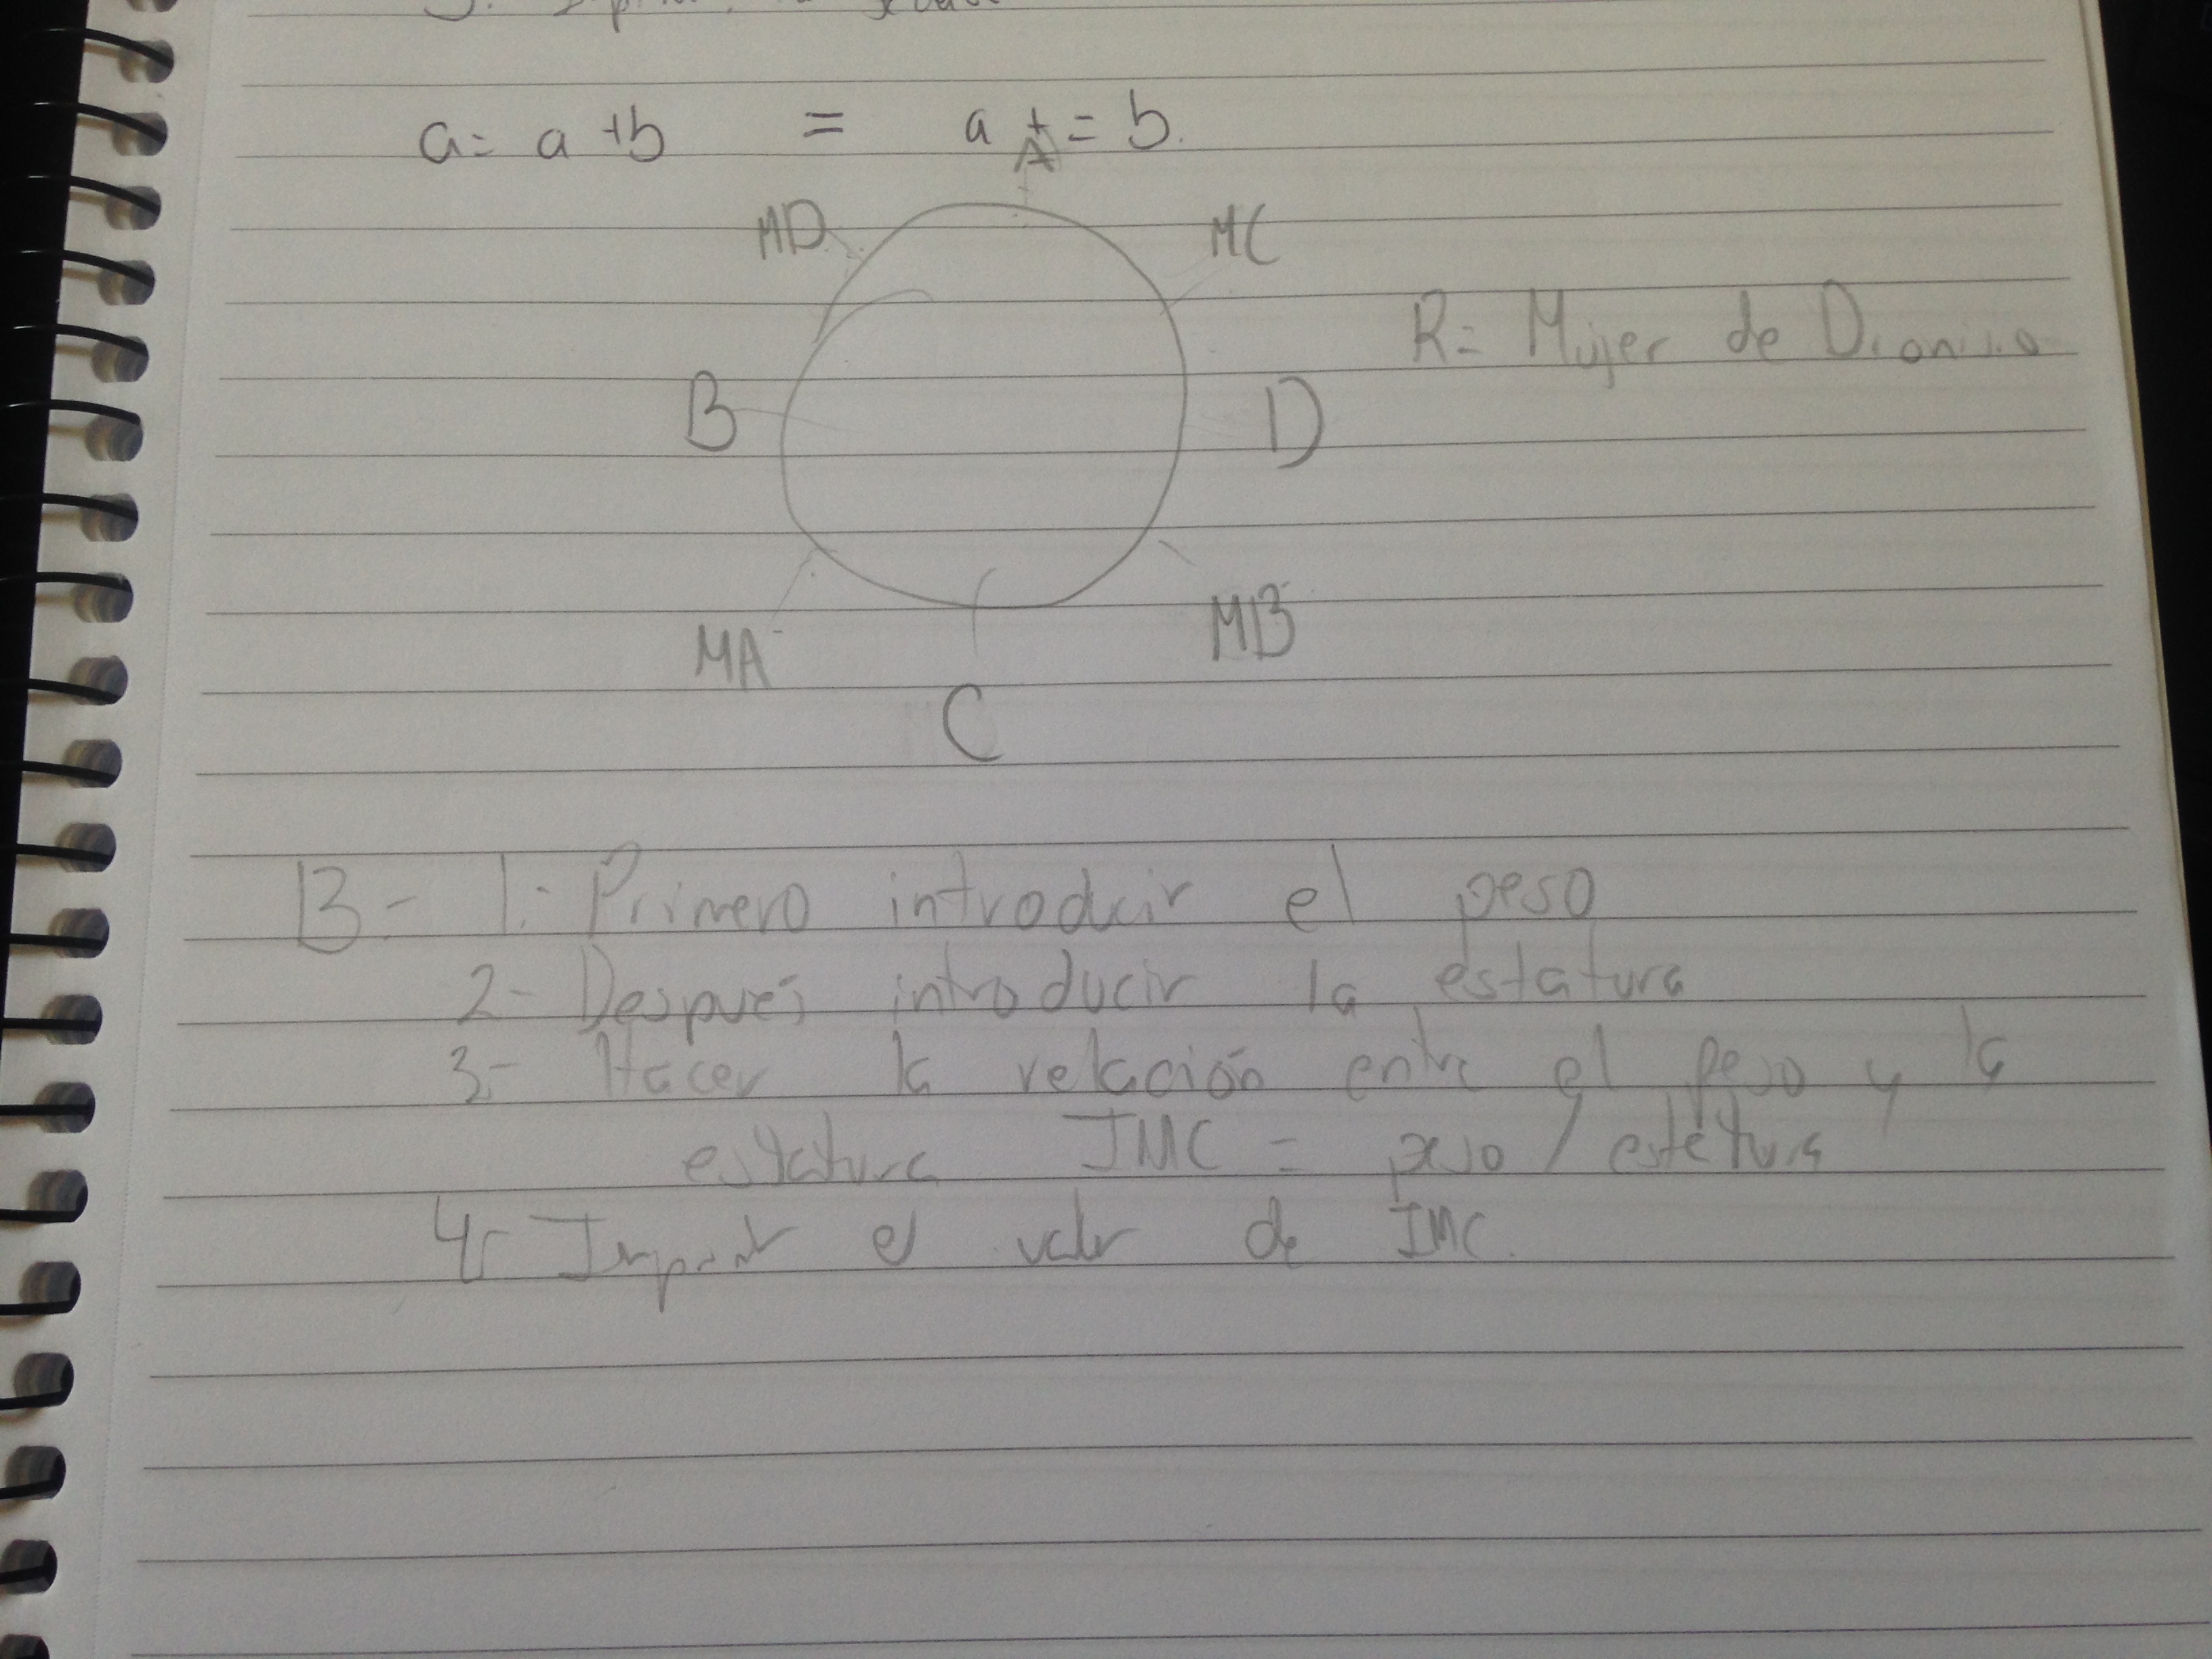 a= a +b = a += b.
A
MD MC
R= Mujer de Dionisio
B D
MA MB
C
B- 1.- Primero introducir el peso
2- Después introducir la estatura
3.- Hacer la relación entre el peso y la
estatura IMC = peso / estatura
4- Imprimir el valor de IMC.